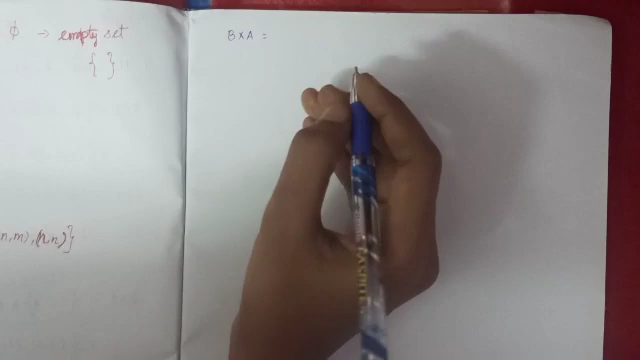 φ → empty set
{ }
n,m),(n,n)}
B×A =